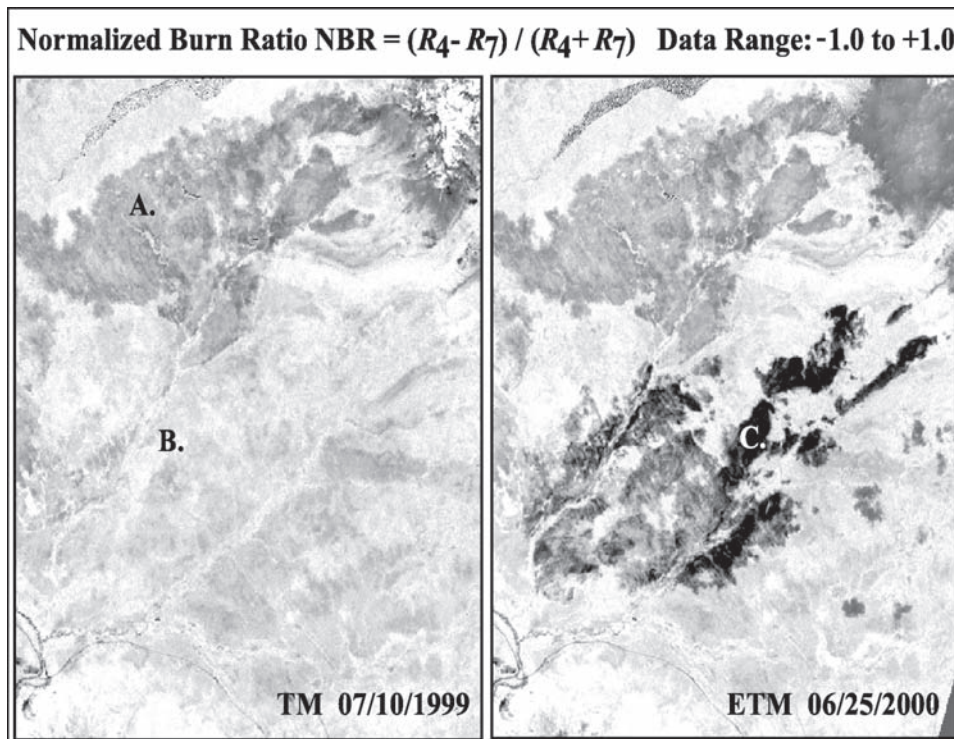 Normalized Burn Ratio NBR = (R4- R7) / (R4+ R7) Data Range: -1.0 to +1.0
A.
B.
C.
TM 07/10/1999
ETM 06/25/2000